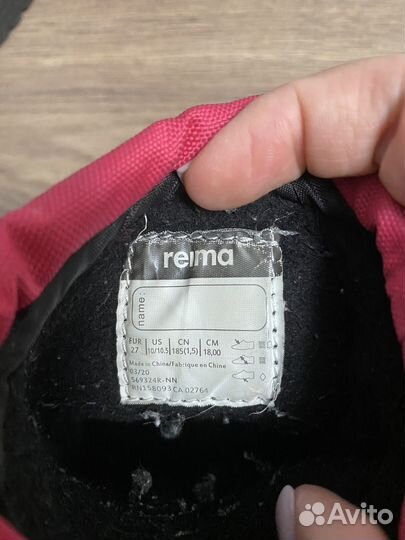 reima
name:
EUR US CN CM
27 10/10.5 185(1,5) 18,00
Made in China/Fabriqué en Chine
03/20
569324R-NN
RN158093 CA 02764
Avito